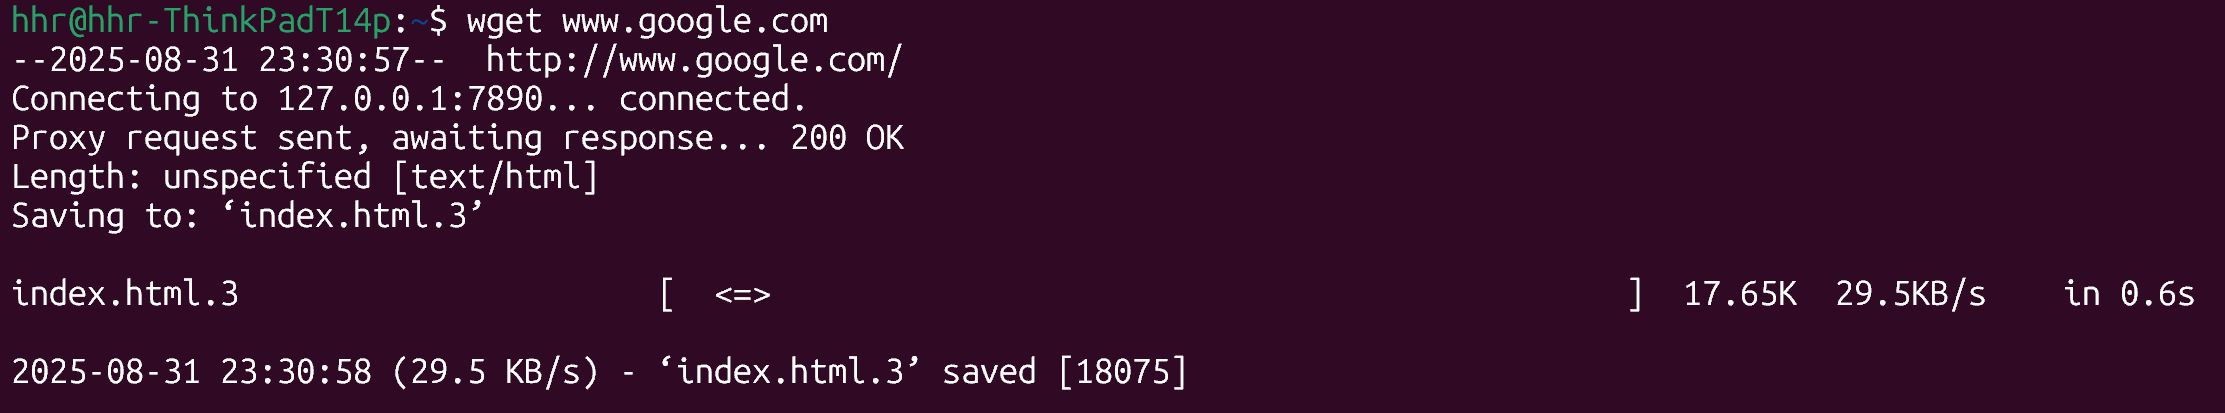 hhr@hhr-ThinkPadT14p:~$ wget www.google.com
--2025-08-31 23:30:57--  http://www.google.com/
Connecting to 127.0.0.1:7890... connected.
Proxy request sent, awaiting response... 200 OK
Length: unspecified [text/html]
Saving to: ‘index.html.3’
index.html.3                      [  <=>                                             ]  17.65K  29.5KB/s    in 0.6s
2025-08-31 23:30:58 (29.5 KB/s) - ‘index.html.3’ saved [18075]